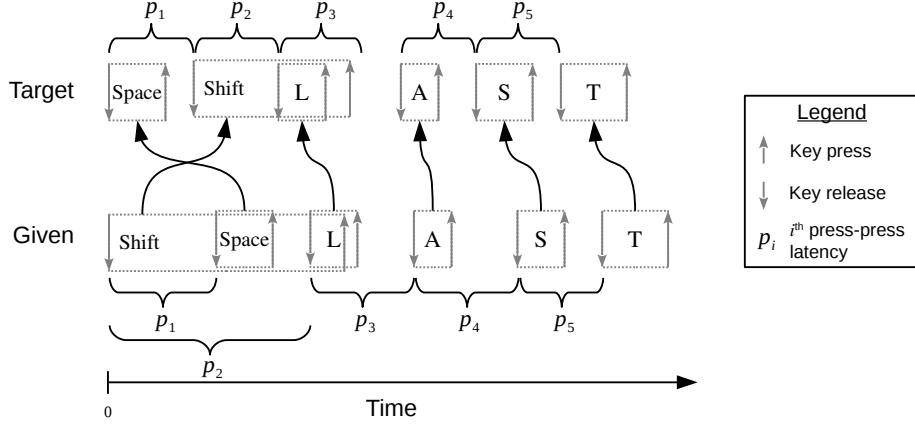 p1 p2 p3 p4 p5
Target
Space Shift L A S T
Given
Shift Space L A S T
p1 p3 p4 p5
p2
0
Time
Legend
Key press
Key release
pi ith press-press
latency